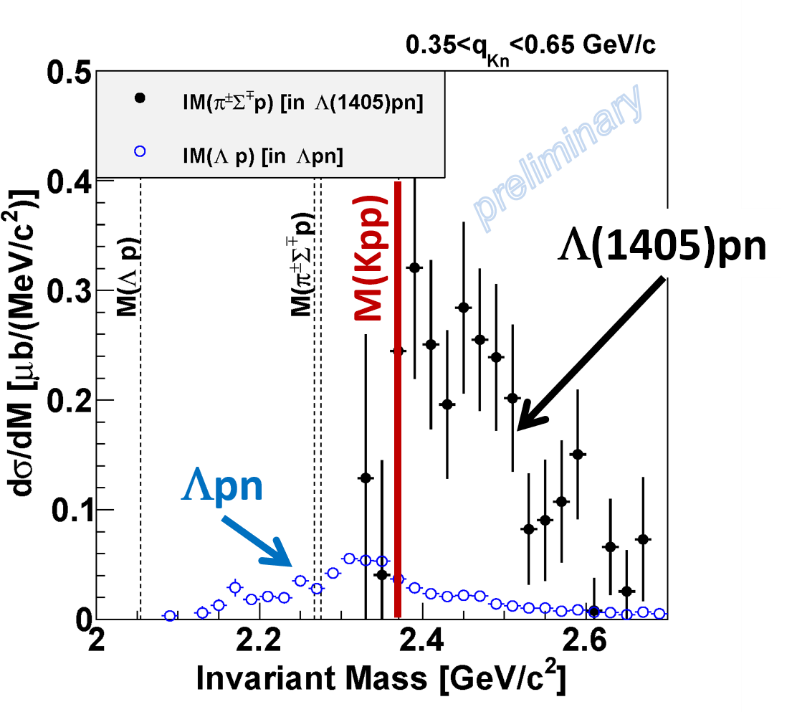 0.35<q_Kn<0.65 GeV/c
IM(π±Σ∓p) [in Λ(1405)pn]
IM(Λ p) [in Λpn]
preliminary
0.5
0.4
0.3
0.2
0.1
0
dσ/dM [μb/(MeV/c²)]
M(Λ p)
M(π±Σ∓p)
M(Kpp)
Λ(1405)pn
Λpn
2 2.2 2.4 2.6
Invariant Mass [GeV/c²]